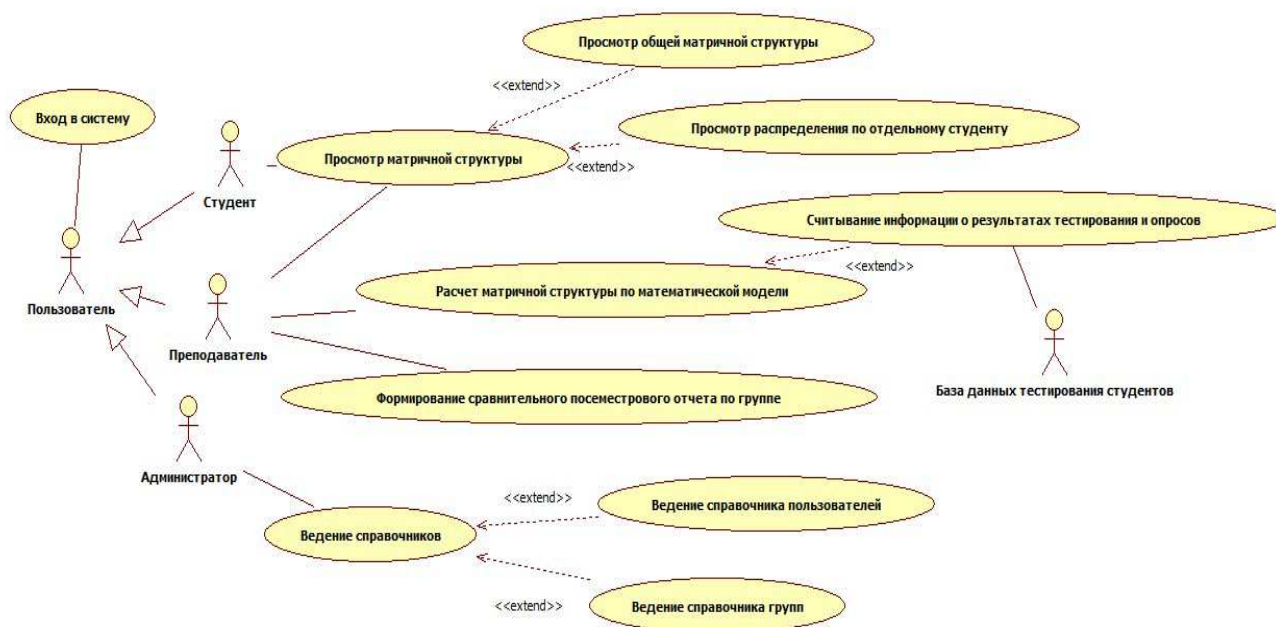 Просмотр общей матричной структуры
<<extend>>
Вход в систему
Просмотр распределения по отдельному студенту
Просмотр матричной структуры
<<extend>>
Студент
Считывание информации о результатах тестирования и опросов
<<extend>>
Расчет матричной структуры по математической модели
Пользователь
Преподаватель
База данных тестирования студентов
Формирование сравнительного посеместрового отчета по группе
Администратор
<<extend>>
Ведение справочника пользователей
Ведение справочников
<<extend>>
Ведение справочника групп